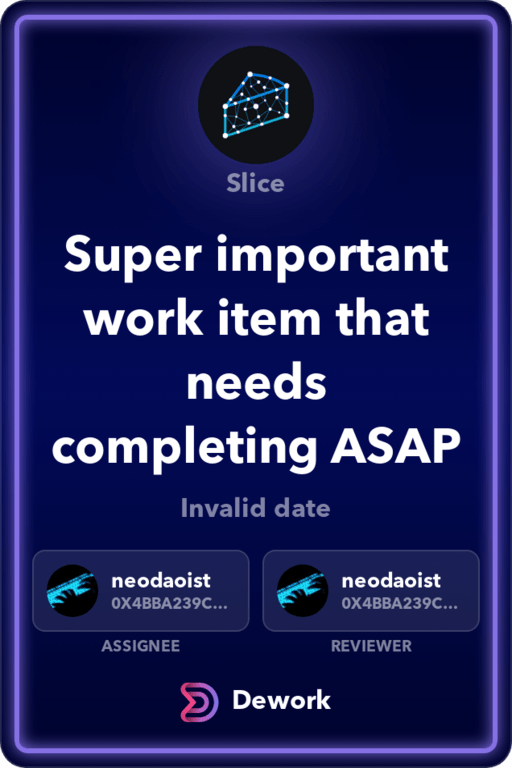 Slice
Super important
work item that
needs
completing ASAP
Invalid date
neodaoist
0X4BBA239C...
neodaoist
0X4BBA239C...
ASSIGNEE
REVIEWER
Dework